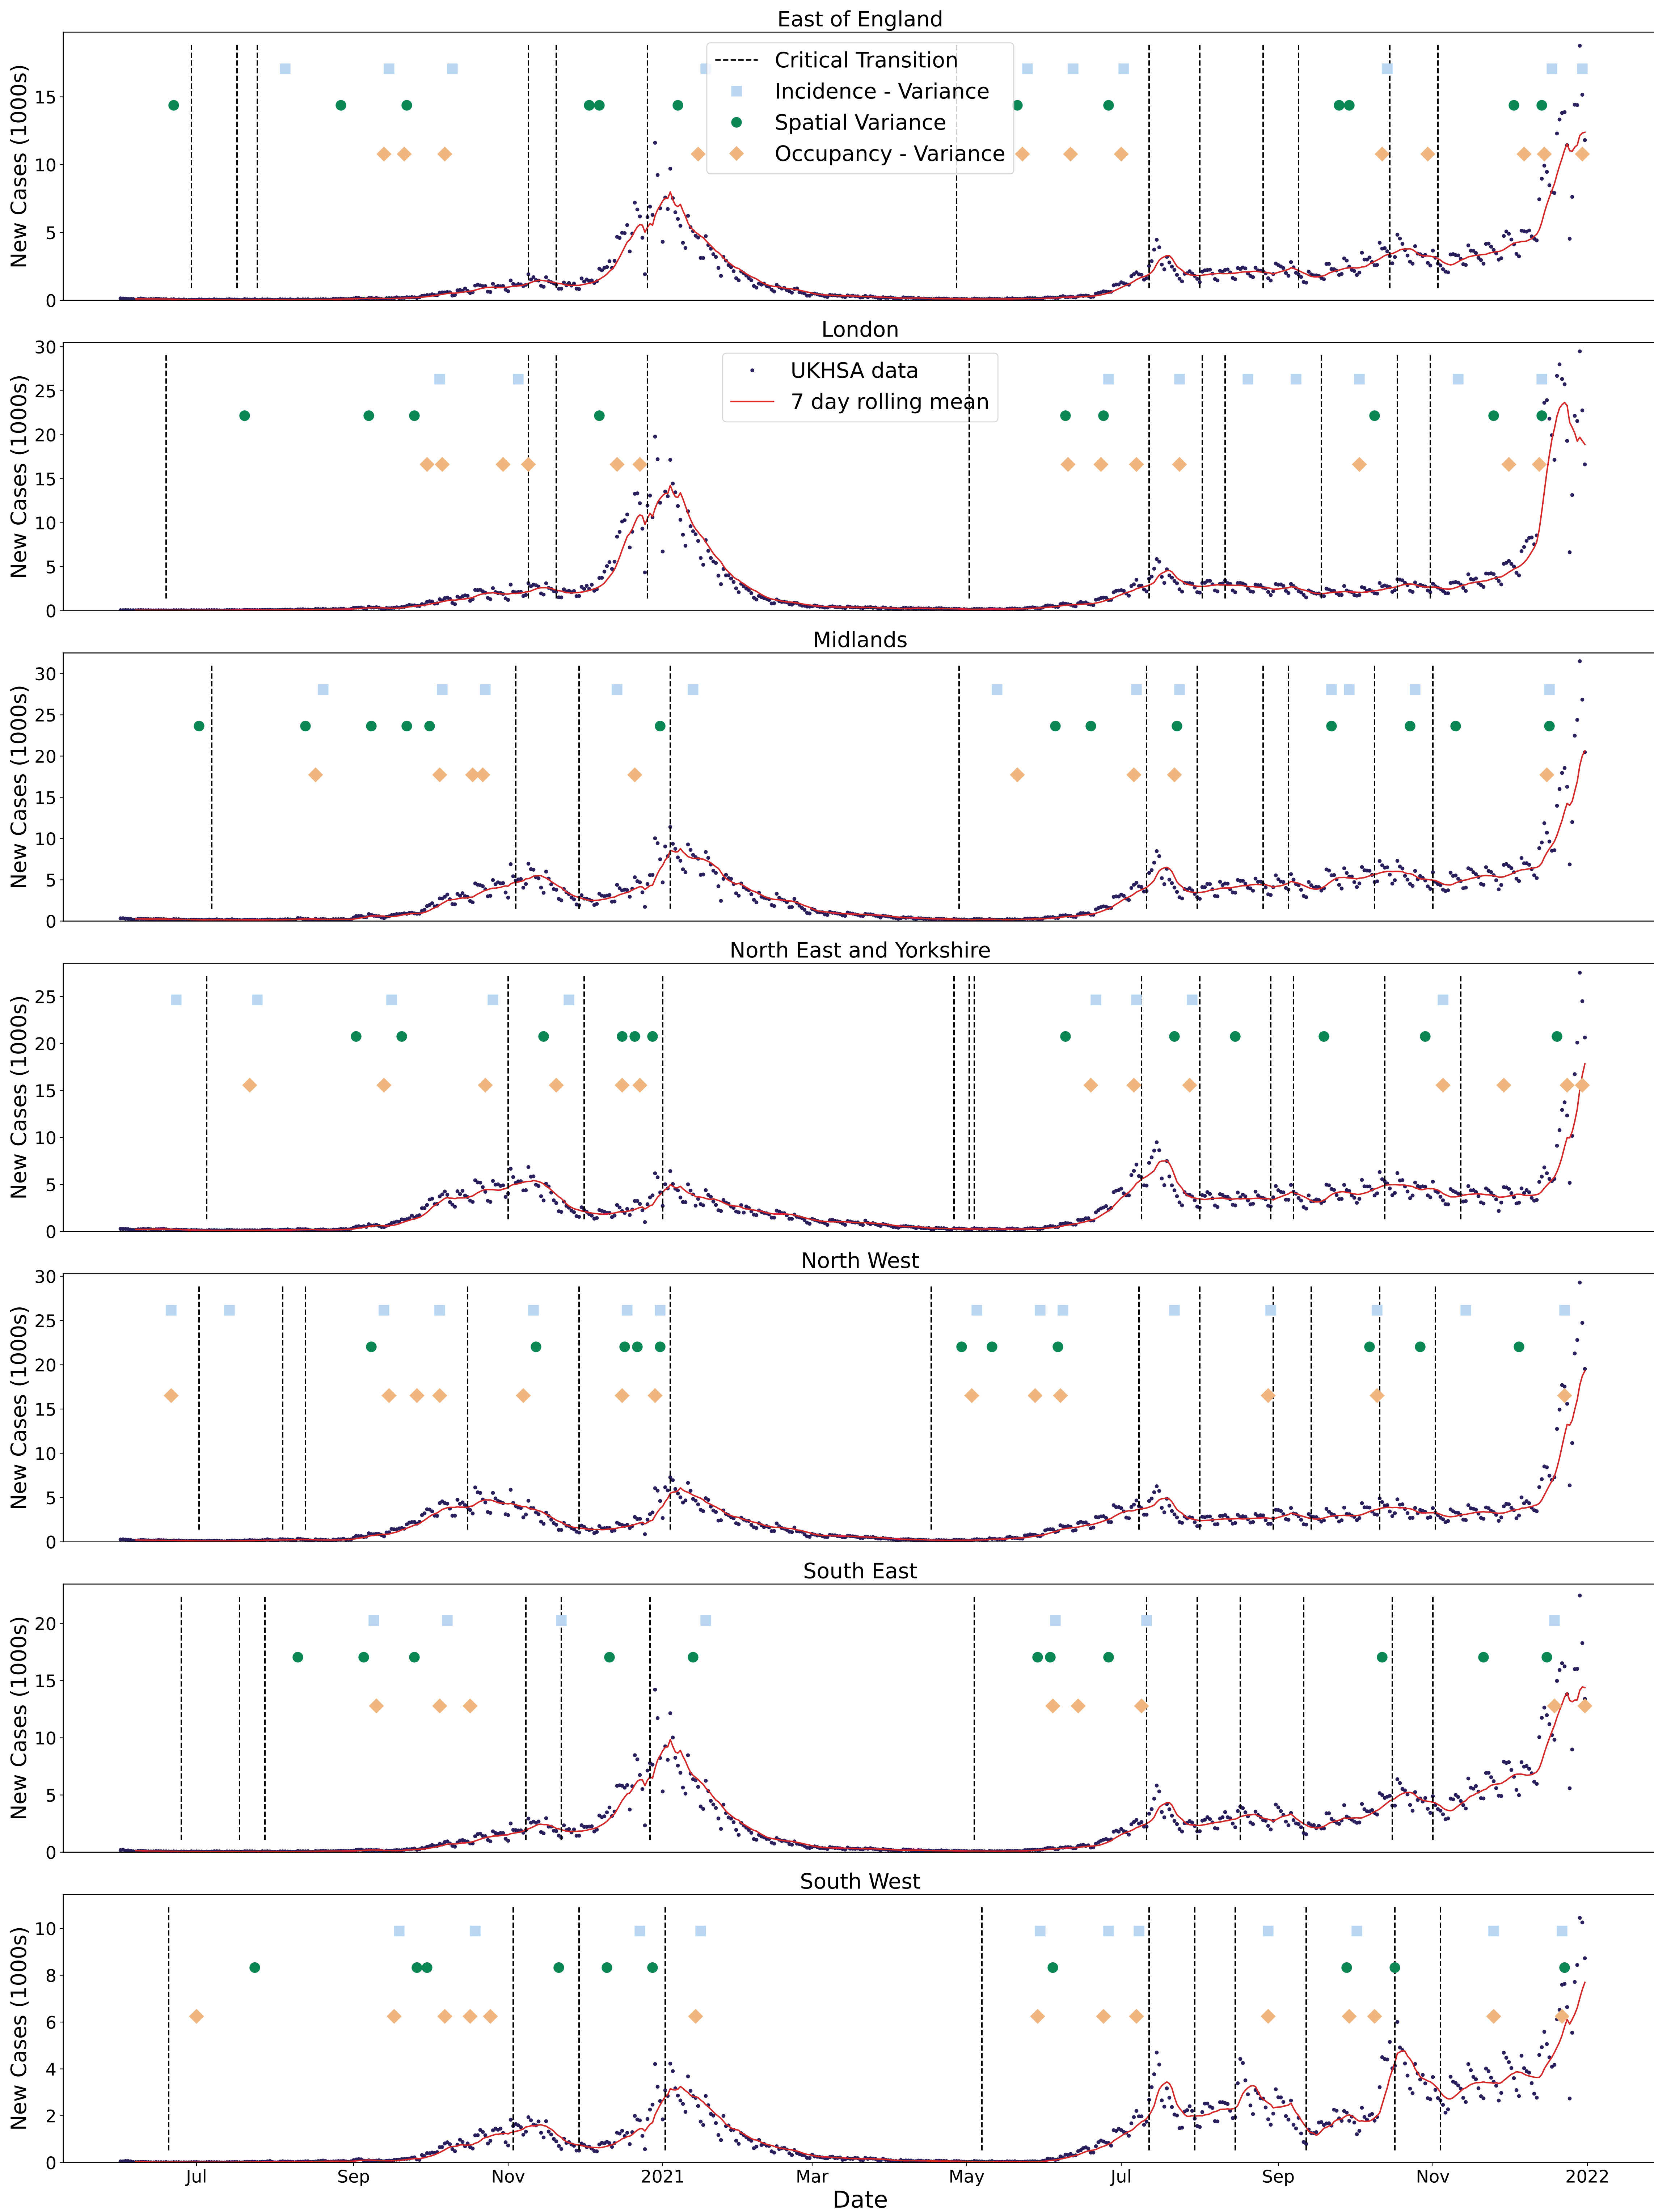 East of England
New Cases (1000s)
15
10
5
0
Critical Transition
Incidence - Variance
Spatial Variance
Occupancy - Variance
London
New Cases (1000s)
30
25
20
15
10
5
0
UKHSA data
7 day rolling mean
Midlands
New Cases (1000s)
30
25
20
15
10
5
0
North East and Yorkshire
New Cases (1000s)
25
20
15
10
5
0
North West
New Cases (1000s)
30
25
20
15
10
5
0
South East
New Cases (1000s)
20
15
10
5
0
South West
New Cases (1000s)
10
8
6
4
2
0
Jul Sep Nov 2021 Mar May Jul Sep Nov 2022
Date